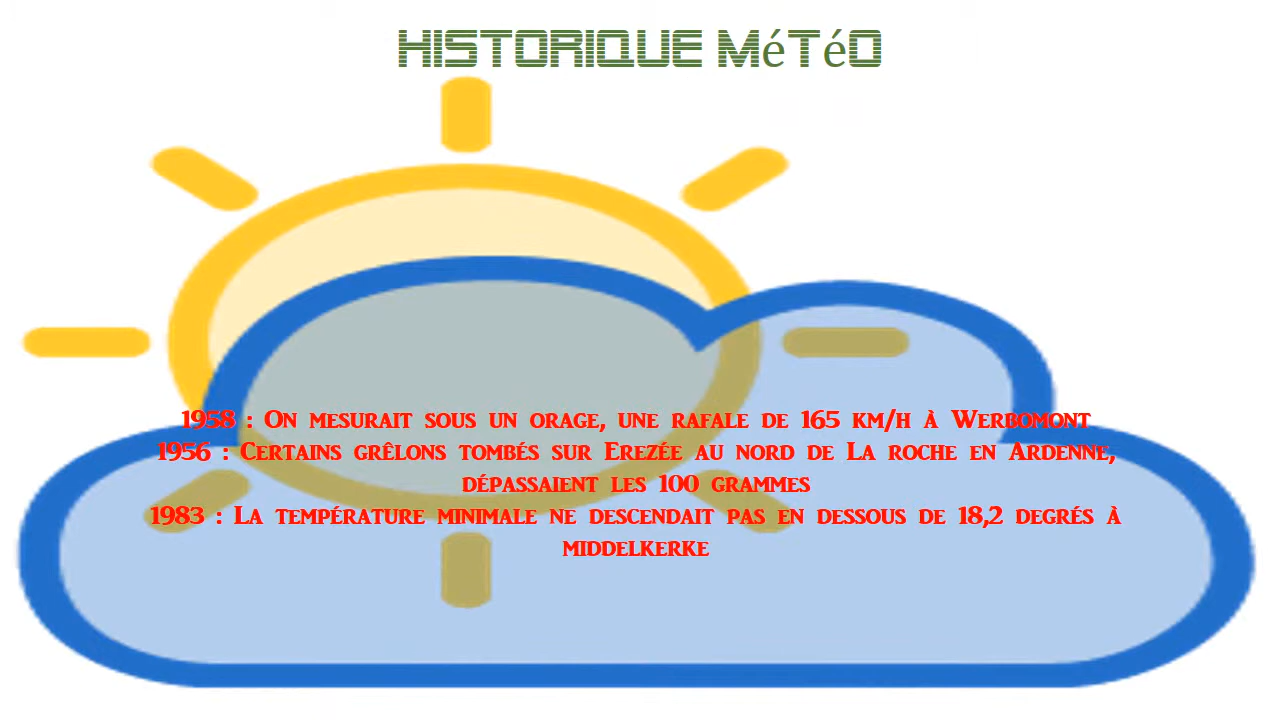 HISTORIQUE MéTéO
1958 : On mesurait sous un orage, une rafale de 165 km/h à Werbomont
1956 : Certains grêlons tombés sur Erezée au nord de La roche en Ardenne,
dépassaient les 100 grammes
1983 : La température minimale ne descendait pas en dessous de 18,2 degrés à
middelkerke